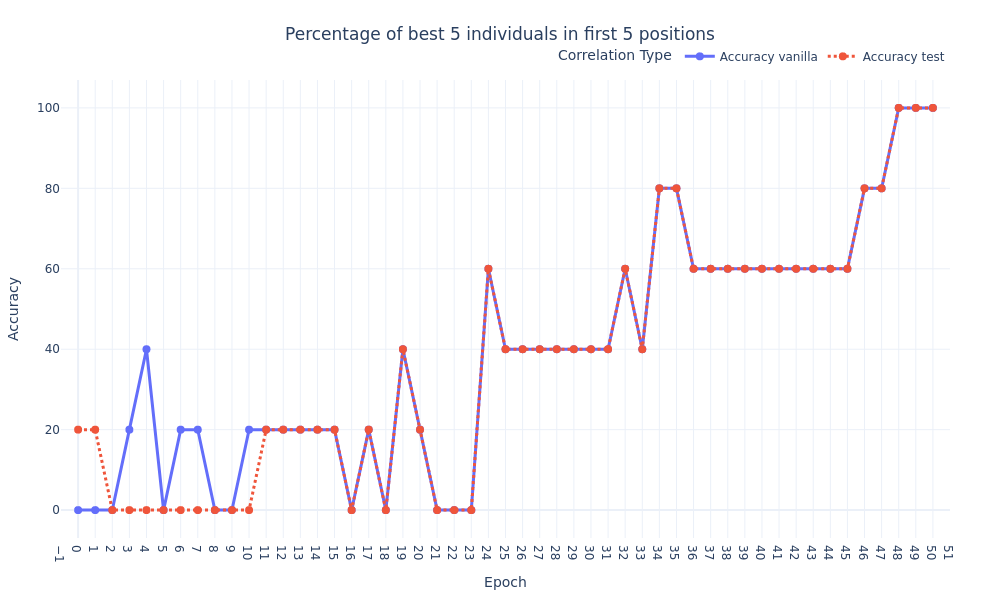 Percentage of best 5 individuals in first 5 positions
Correlation Type Accuracy vanilla Accuracy test
100
80
60
40
20
0
Accuracy
−1 0 1 2 3 4 5 6 7 8 9 10 11 12 13 14 15 16 17 18 19 20 21 22 23 24 25 26 27 28 29 30 31 32 33 34 35 36 37 38 39 40 41 42 43 44 45 46 47 48 49 50 51
Epoch